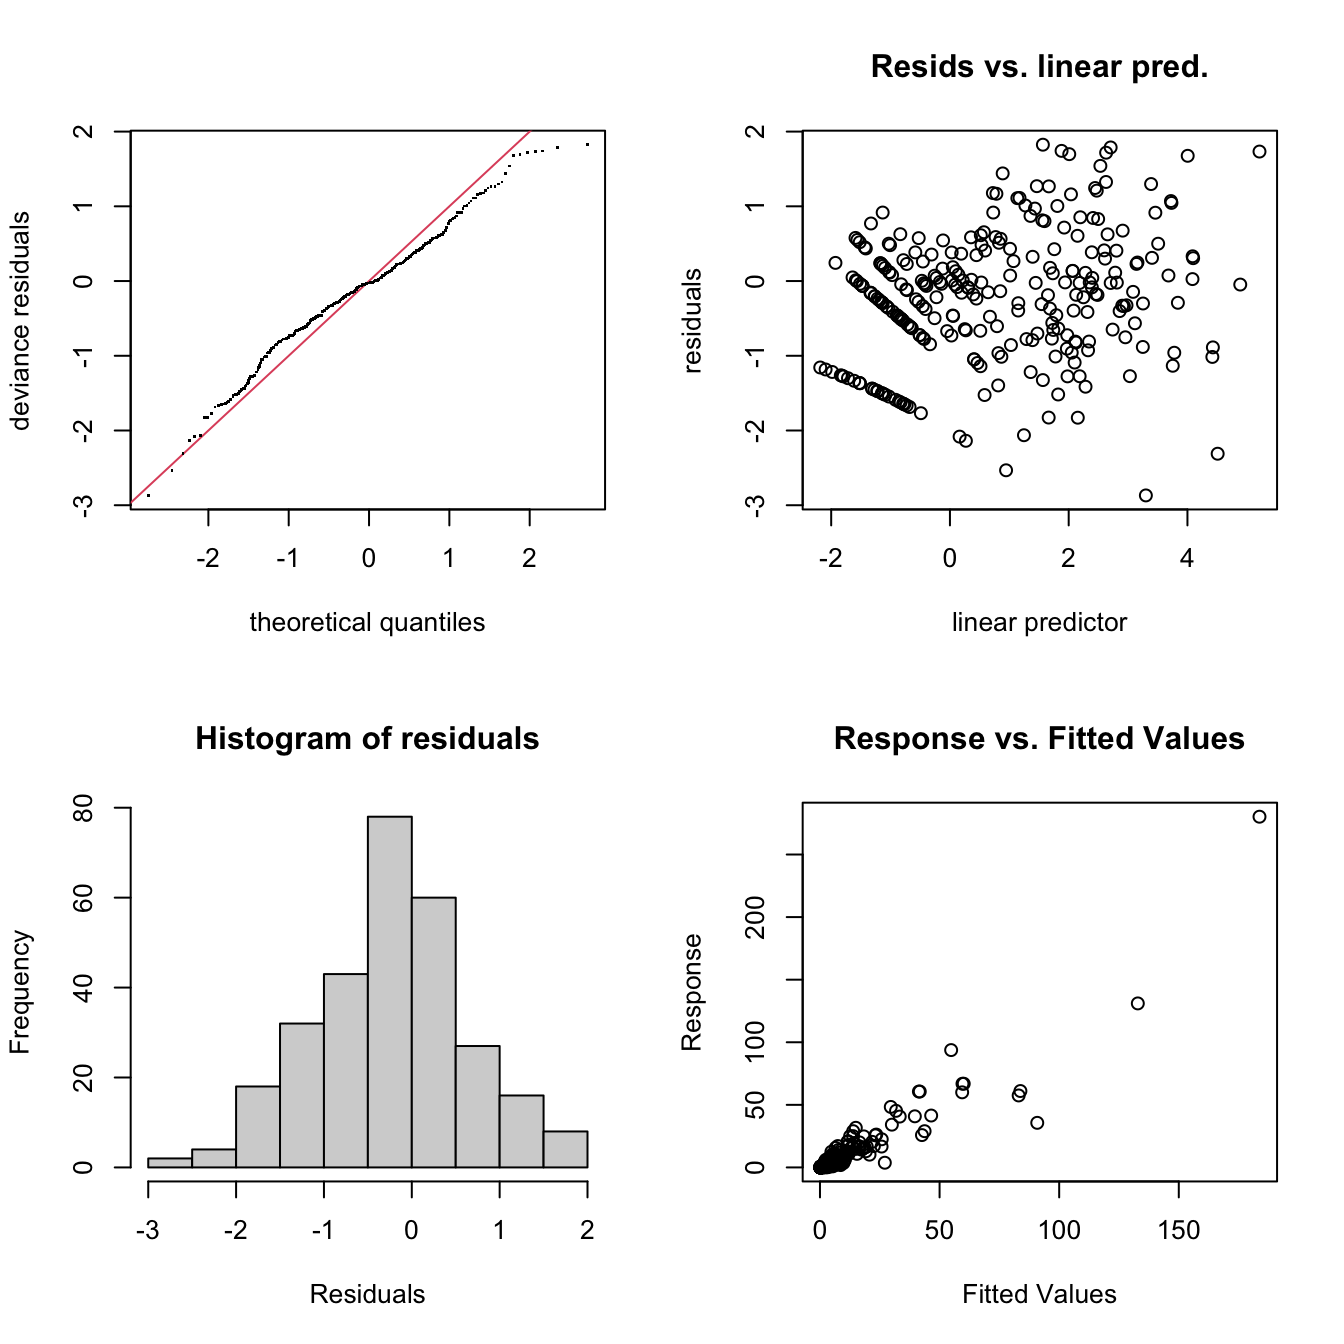 2
1
0
-1
-2
-3
deviance residuals
-2 -1 0 1 2
theoretical quantiles
Resids vs. linear pred.
2
1
0
-1
-2
-3
residuals
-2 0 2 4
linear predictor
Histogram of residuals
80
60
40
20
0
Frequency
-3 -2 -1 0 1 2
Residuals
Response vs. Fitted Values
200
100
50
0
Response
0 50 100 150
Fitted Values